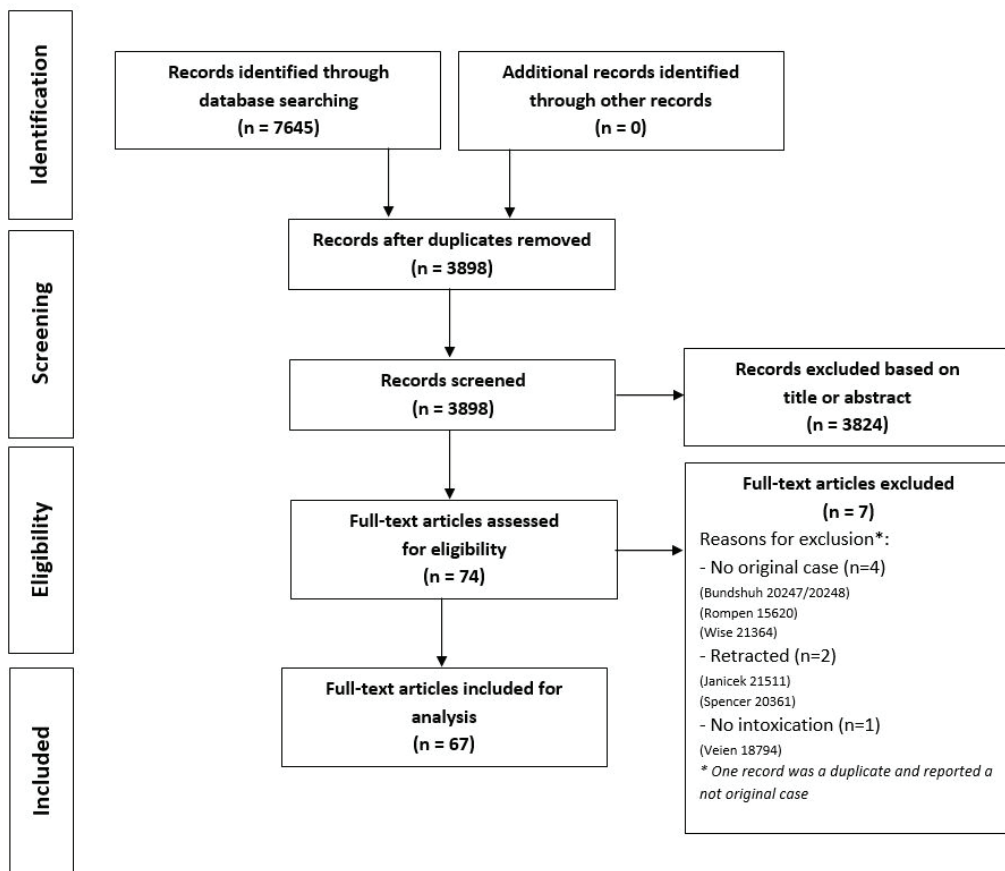 Identification
Records identified through
database searching
(n = 7645)
Additional records identified
through other records
(n = 0)
Screening
Records after duplicates removed
(n = 3898)
Records screened
(n = 3898)
Records excluded based on
title or abstract
(n = 3824)
Eligibility
Full-text articles assessed
for eligibility
(n = 74)
Full-text articles excluded
(n = 7)
Reasons for exclusion*:
- No original case (n=4)
(Bundshuh 20247/20248)
(Rompen 15620)
(Wise 21364)
- Retracted (n=2)
(Janicek 21511)
(Spencer 20361)
- No intoxication (n=1)
(Veien 18794)
* One record was a duplicate and reported a
not original case
Included
Full-text articles included for
analysis
(n = 67)